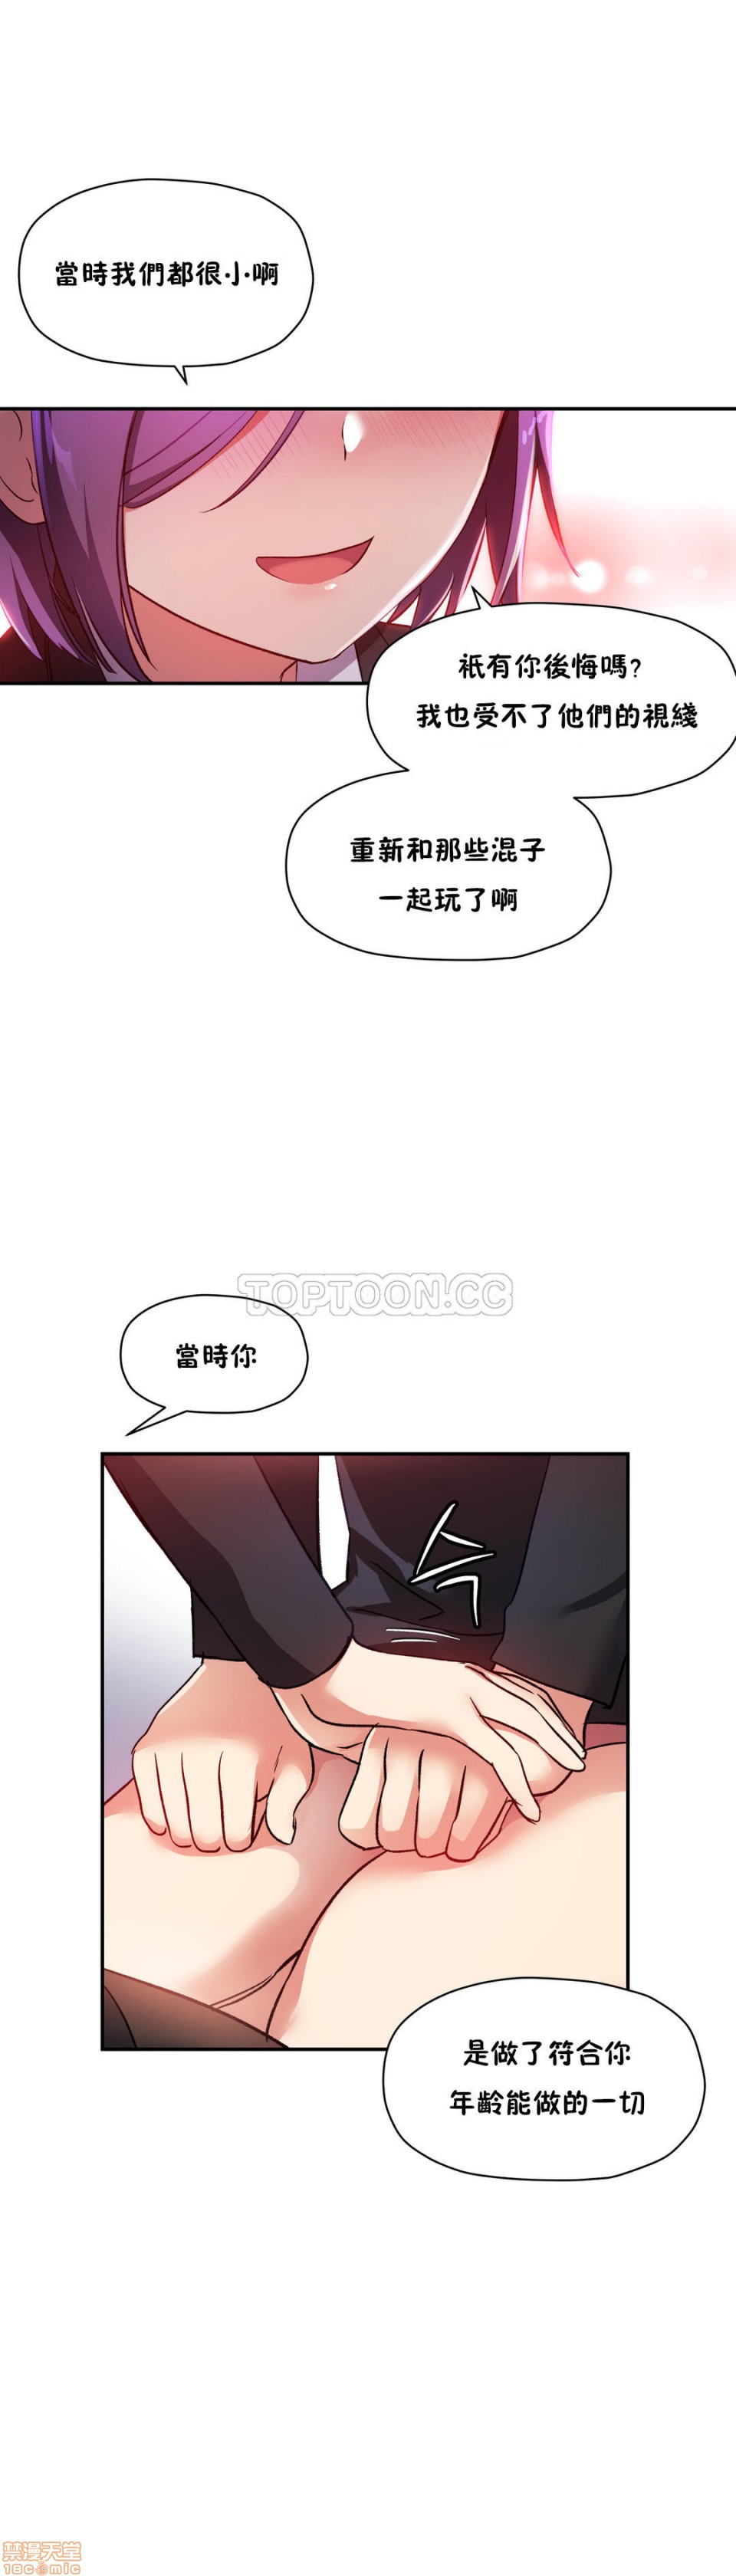 當時我們都很小啊
衹有你後悔嗎?
我也受不了他們的視綫
重新和那些混子
一起玩了啊
TOPTOON.CC
當時你
是做了符合你
年齡能做的一切
禁漫天堂
18comic